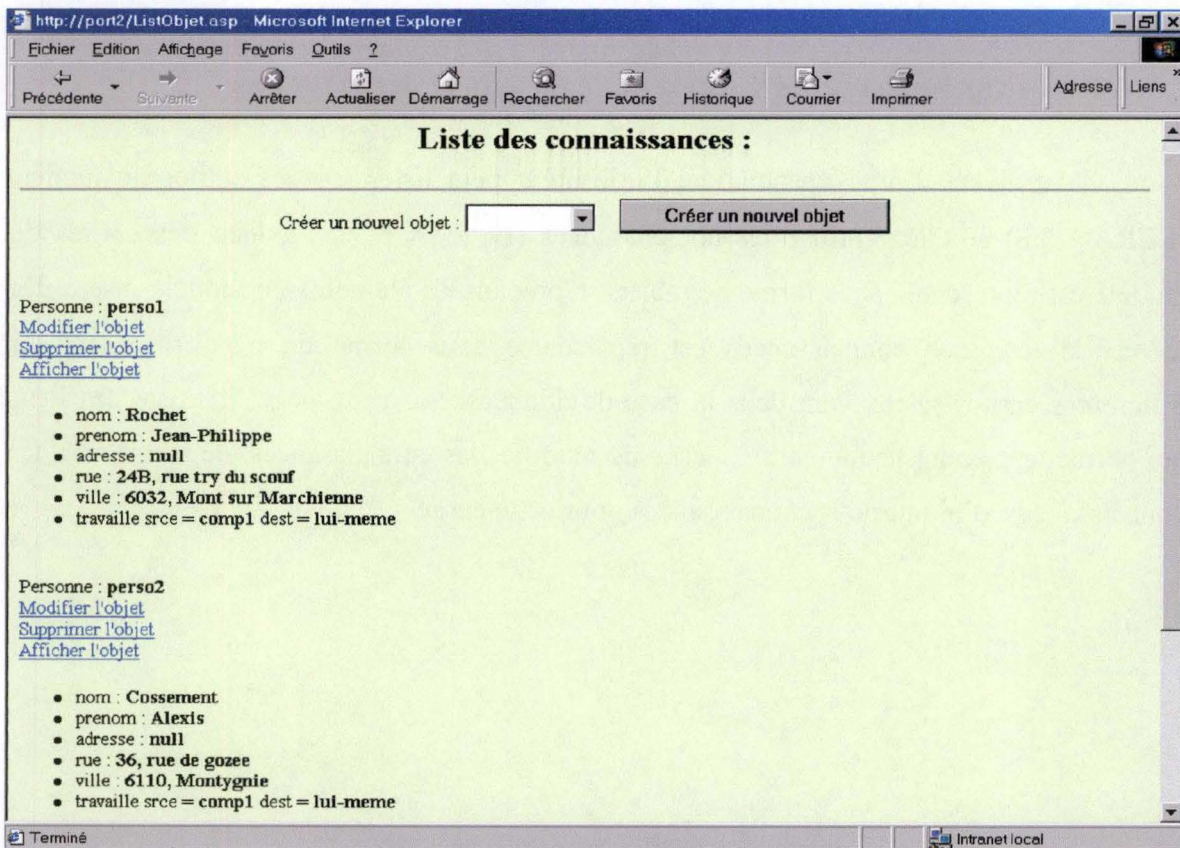 http://port2/ListObjet.asp - Microsoft Internet Explorer
Fichier Edition Affichage Favoris Outils ?
Précédente Suivante Arrêter Actualiser Démarrage Rechercher Favoris Historique Courrier Imprimer Adresse Liens »
Liste des connaissances :
Créer un nouvel objet : Créer un nouvel objet
Personne : perso1
Modifier l'objet
Supprimer l'objet
Afficher l'objet
• nom : Rochet
• prenom : Jean-Philippe
• adresse : null
• rue : 24B, rue try du scouf
• ville : 6032, Mont sur Marchienne
• travaille srce = comp1 dest = lui-meme
Personne : perso2
Modifier l'objet
Supprimer l'objet
Afficher l'objet
• nom : Cossement
• prenom : Alexis
• adresse : null
• rue : 36, rue de gozee
• ville : 6110, Montygnie
• travaille srce = comp1 dest = lui-meme
Terminé Intranet local